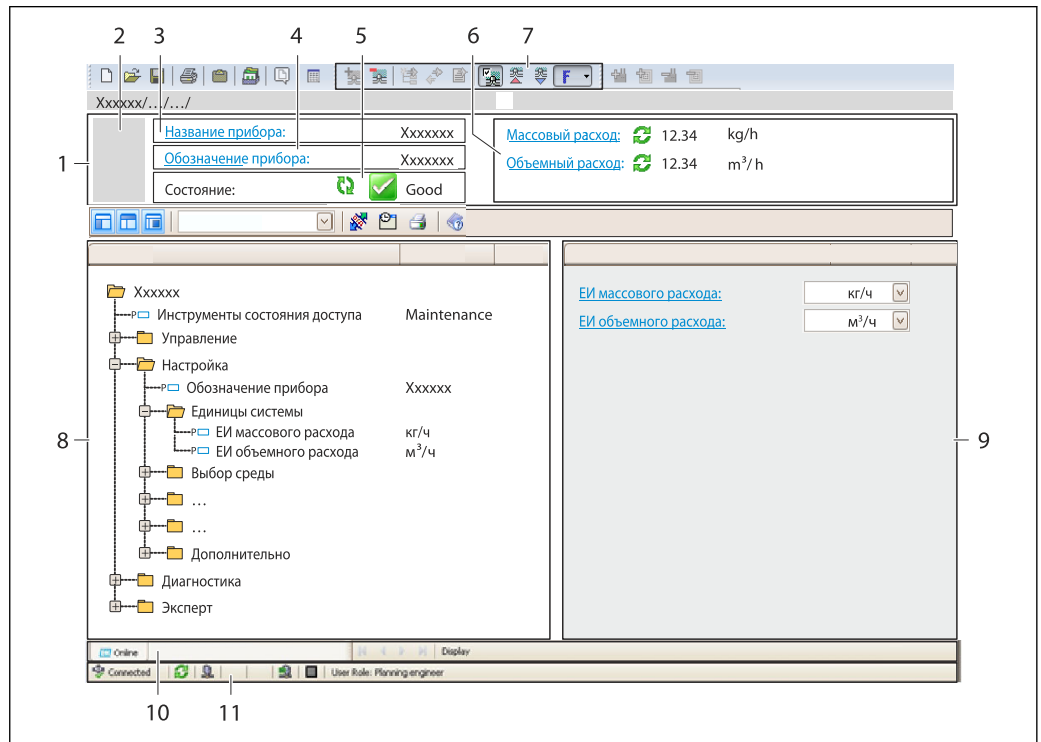 2 3 4 5 6 7
F
Xxxxxx/.../.../
1
Название прибора: Xxxxxxx
Обозначение прибора: Xxxxxxx
Состояние: Good
Массовый расход: 12.34 kg/h
Объемный расход: 12.34 m³/h
Xxxxxx
P Инструменты состояния доступа Maintenance
Управление
Настройка
P Обозначение прибора Xxxxxx
Единицы системы
P ЕИ массового расхода кг/ч
P ЕИ объемного расхода м³/ч
Выбор среды
...
...
Дополнительно
Диагностика
Эксперт
8
ЕИ массового расхода: кг/ч
ЕИ объемного расхода: м³/ч
9
Online Display
Connected User Role: Planning engineer
10 11